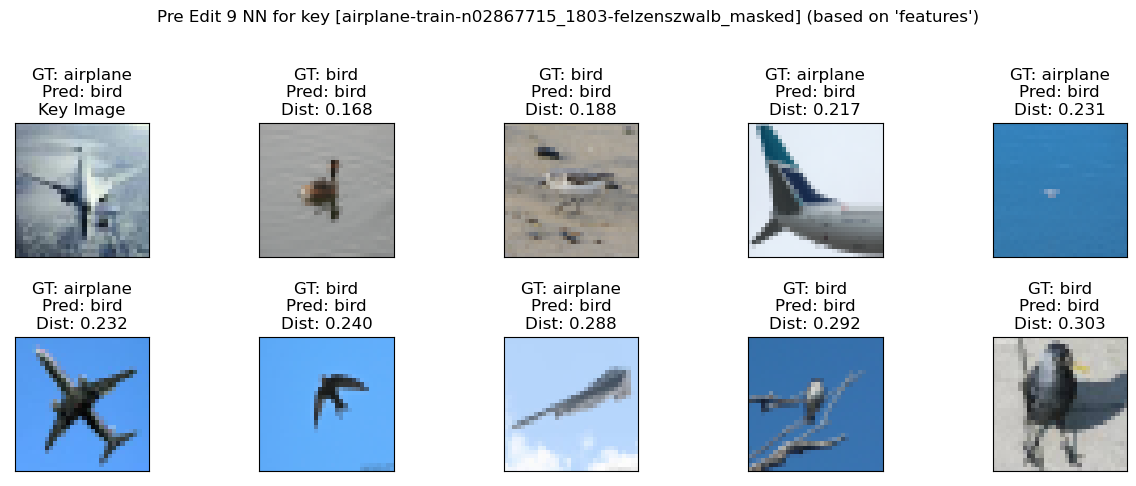 Pre Edit 9 NN for key [airplane-train-n02867715_1803-felzenszwalb_masked] (based on 'features')
GT: airplane
Pred: bird
Key Image
GT: bird
Pred: bird
Dist: 0.168
GT: bird
Pred: bird
Dist: 0.188
GT: airplane
Pred: bird
Dist: 0.217
GT: airplane
Pred: bird
Dist: 0.231
GT: airplane
Pred: bird
Dist: 0.232
GT: bird
Pred: bird
Dist: 0.240
GT: airplane
Pred: bird
Dist: 0.288
GT: bird
Pred: bird
Dist: 0.292
GT: bird
Pred: bird
Dist: 0.303